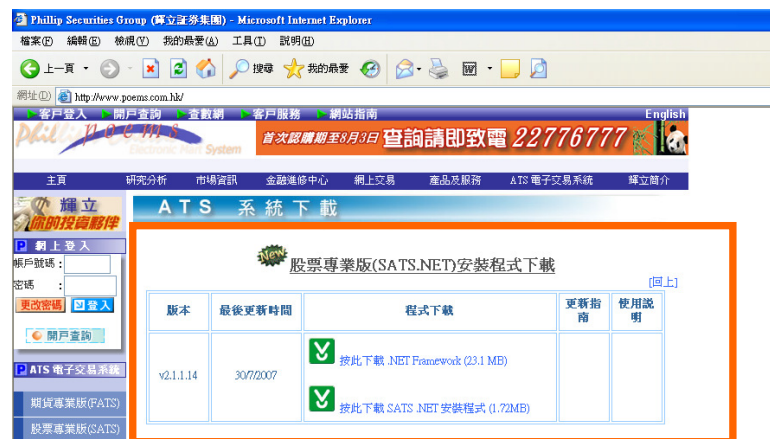 Phillip Securities Group (輝立証券集團) - Microsoft Internet Explorer
檔案(F) 編輯(E) 檢視(V) 我的最愛(A) 工具(T) 說明(H)
上一頁 搜尋 我的最愛
網址(D) http://www.poems.com.hk/
客戶登入 開戶查詢 查數網 客戶服務 網站指南 English
Phillip Poems
System
首次認購期至8月3日 查詢請即致電 22776777
主頁 研究分析 市場資訊 金融進修中心 網上交易 產品及服務 ATS 電子交易系統 輝立簡介
輝立
你的投資夥伴
ATS 系統下載
網上登入
帳戶號碼 :
密碼 :
更改密碼 登入
開戶查詢
ATS 電子交易系統
期貨專業版(FATS)
股票專業版(SATS)
New 股票專業版(SATS.NET)安裝程式下載
[回上]
版本 最後更新時間 程式下載 更新指南 使用說明
v2.1.1.14 30/7/2007 按此下載 .NET Framework (23.1 MB)
按此下載 SATS .NET 安裝程式 (1.72MB)